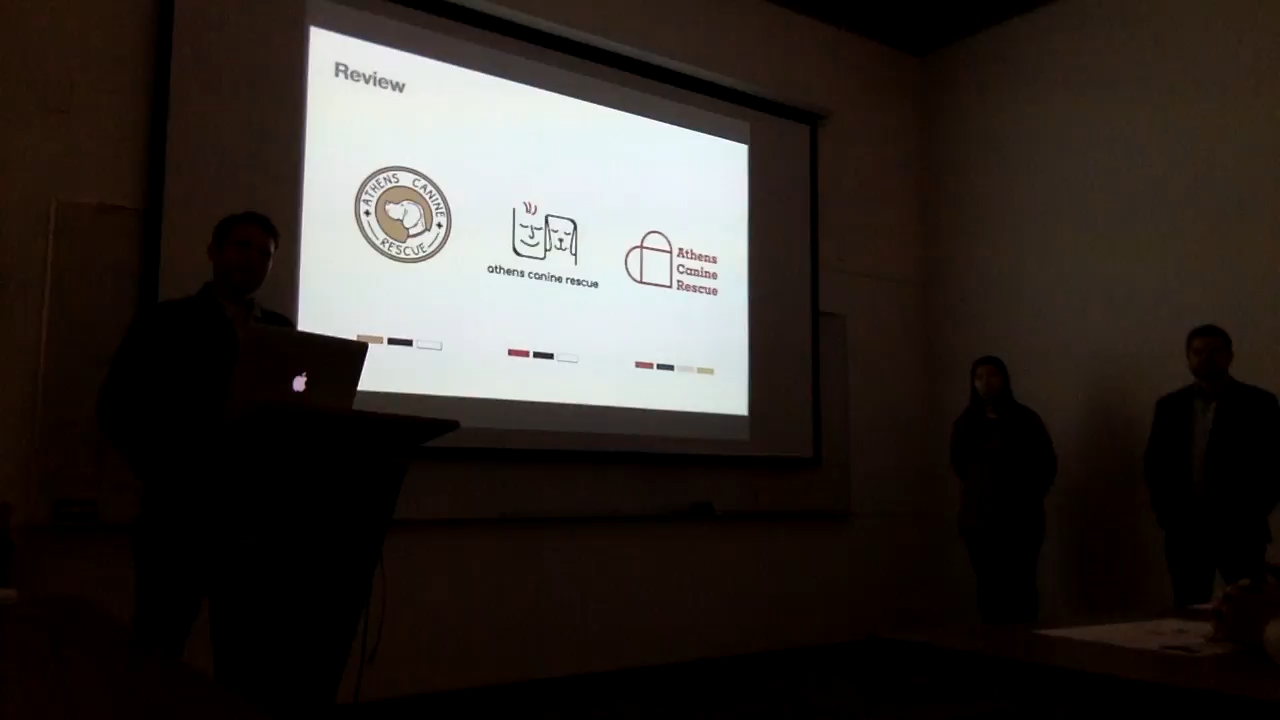 Review
ATHENS CANINE
RESCUE
athens canine rescue
Athens
Canine
Rescue